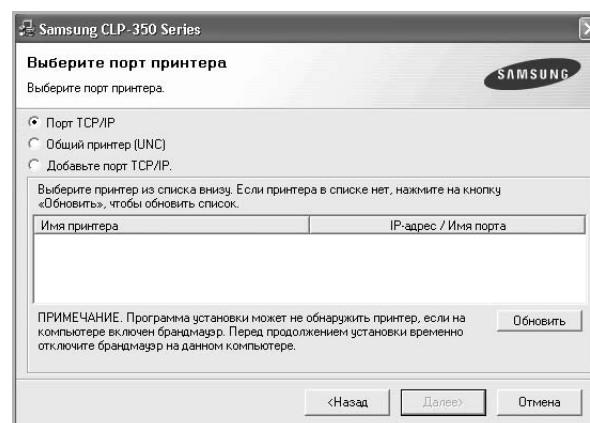 Samsung CLP-350 Series
Выберите порт принтера
Выберите порт принтера.
SAMSUNG
Порт TCP/IP
Общий принтер (UNC)
Добавьте порт TCP/IP.
Выберите принтер из списка внизу. Если принтера в списке нет, нажмите на кнопку
«Обновить», чтобы обновить список.
Имя принтера IP-адрес / Имя порта
ПРИМЕЧАНИЕ. Программа установки может не обнаружить принтер, если на
компьютере включен брандмауэр. Перед продолжением установки временно
отключите брандмауэр на данном компьютере.
Обновить
<Назад Далее> Отмена